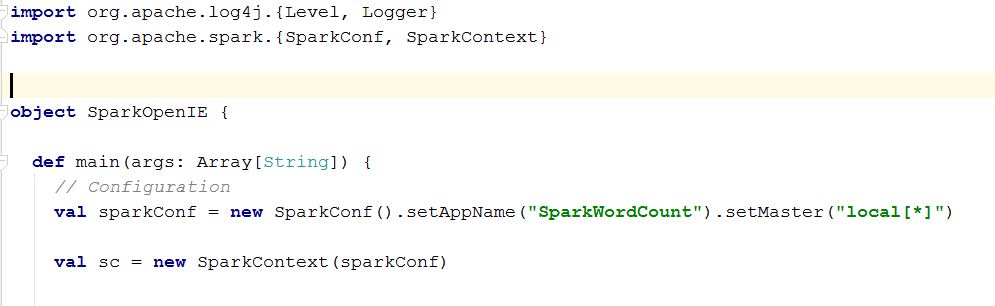 import org.apache.log4j.{Level, Logger}
import org.apache.spark.{SparkConf, SparkContext}
object SparkOpenIE {
def main(args: Array[String]) {
// Configuration
val sparkConf = new SparkConf().setAppName("SparkWordCount").setMaster("local[*]")
val sc = new SparkContext(sparkConf)